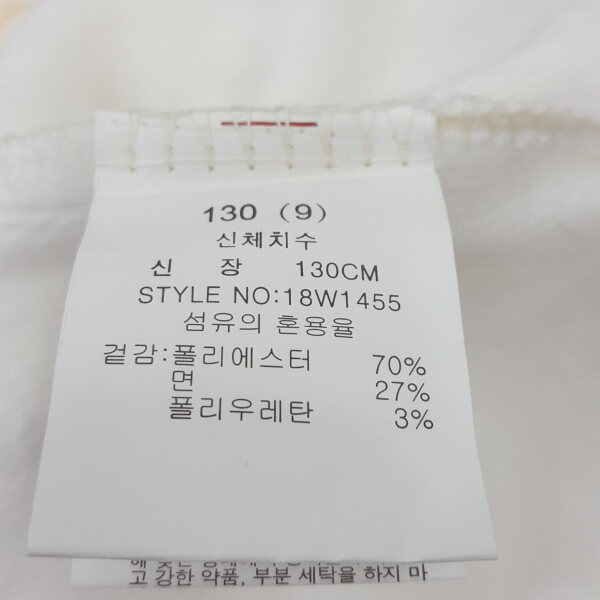 130 (9)
신체치수
신 장 130CM
STYLE NO:18W1455
섬유의 혼용율
겉감:폴리에스터 70%
면 27%
폴리우레탄 3%
고 강한 약품, 부분 세탁을 하지 마